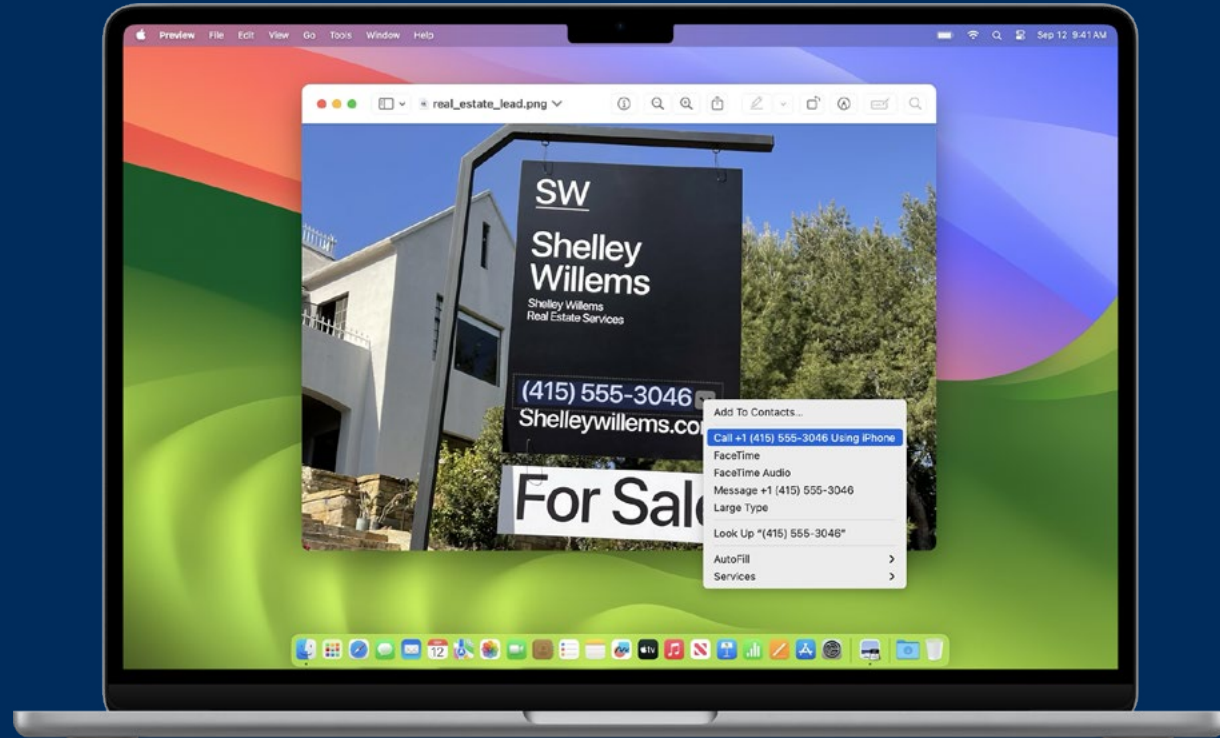 Preview File Edit View Go Tools Window Help
Sep 12 9:41 AM
real_estate_lead.png
SW
Shelley
Willems
Shelley Willems
Real Estate Services
(415) 555-3046
Shelleywillems.co
For Sal
Add To Contacts...
Call +1 (415) 555-3046 Using iPhone
FaceTime
FaceTime Audio
Message +1 (415) 555-3046
Large Type
Look Up “(415) 555-3046”
AutoFill
Services
12
tv